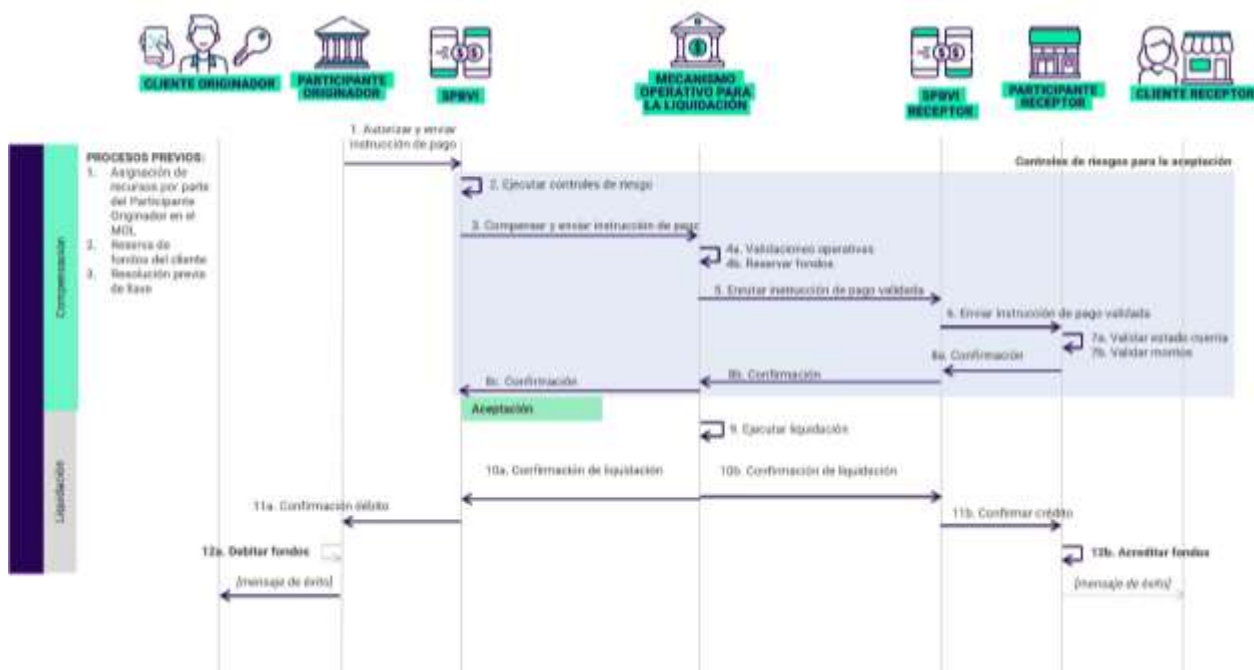 CLIENTE ORIGINADOR
PARTICIPANTE
ORIGINADOR
SPBVI
MECANISMO
OPERATIVO PARA
LA LIQUIDACIÓN
SPBVI
RECEPTOR
PARTICIPANTE
RECEPTOR
CLIENTE RECEPTOR
1. Autorizar y enviar
instrucción de pago
PROCESOS PREVIOS:
1. Asignación de
recursos por parte
del Participante
Originador en el
MOL
2. Reserva de
fondos del cliente
3. Resolución previa
de llave
Controles de riesgos para la aceptación
2. Ejecutar controles de riesgo
3. Compensar y enviar instrucción de pago
4a. Validaciones operativas
4b. Reservar fondos
5. Enrutar instrucción de pago validada
6. Enviar instrucción de pago validada
7a. Validar estado cuenta
7b. Validar montos
8a. Confirmación
8b. Confirmación
8c. Confirmación
Compensación
Aceptación
9. Ejecutar liquidación
10a. Confirmación de liquidación
10b. Confirmación de liquidación
11a. Confirmación débito
11b. Confirmar crédito
Liquidación
12a. Debitar fondos
12b. Acreditar fondos
[mensaje de éxito]
[mensaje de éxito]